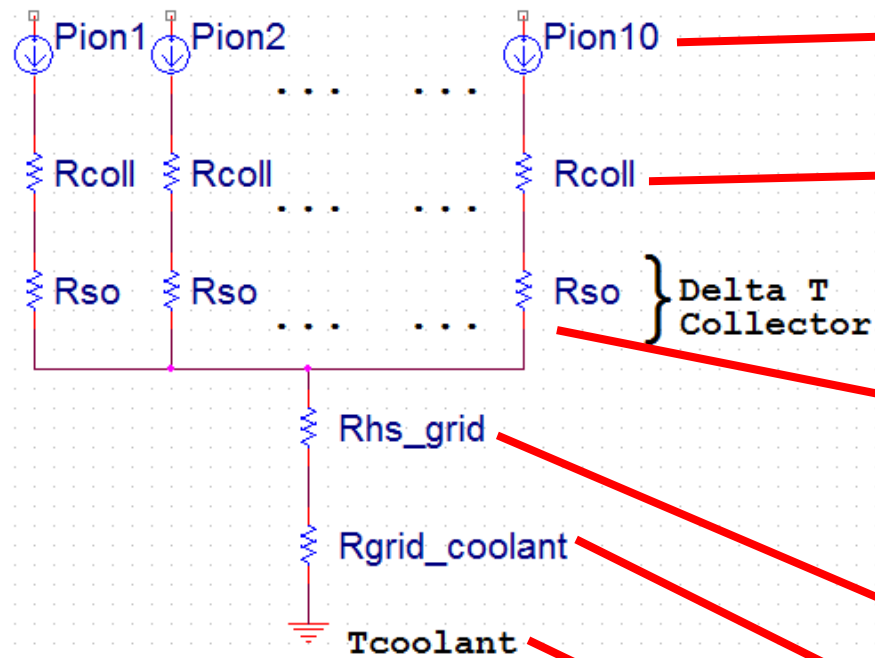 Pion1 Pion2 Pion10
... ...
Rcoll Rcoll Rcoll
... ...
Rso Rso Rso } Delta T
Collector
... ...
Rhs_grid
Rgrid_coolant
Tcoolant